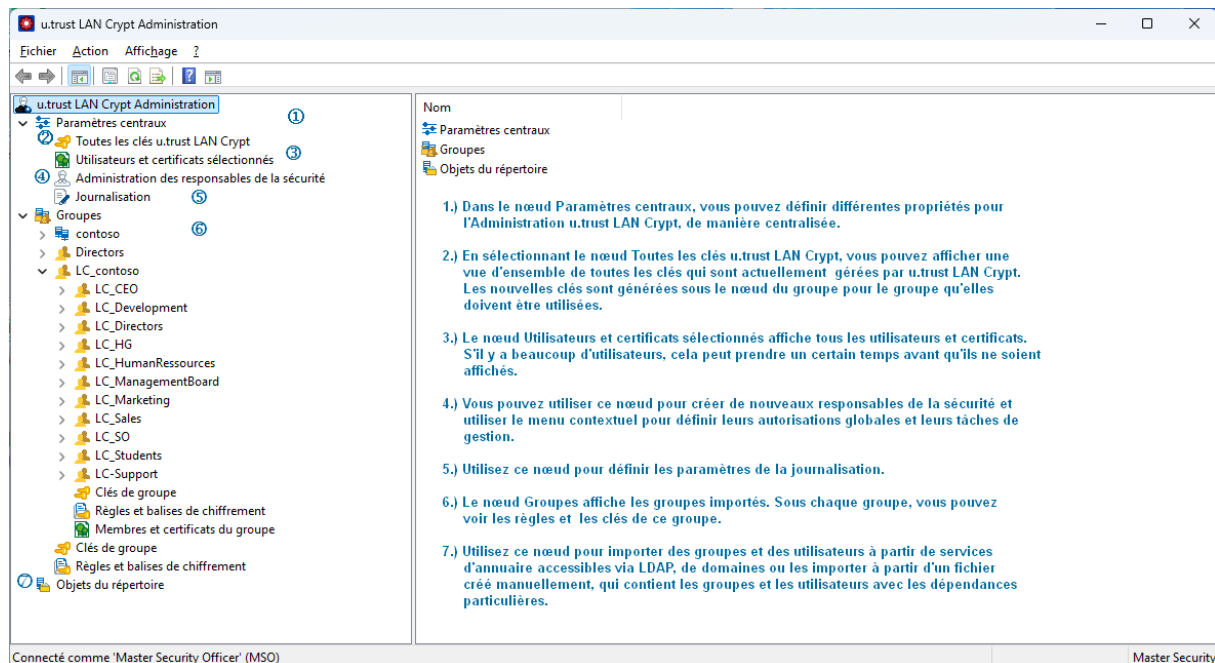 u.trust LAN Crypt Administration
Fichier Action Affichage ?
u.trust LAN Crypt Administration
Paramètres centraux ①
② Toutes les clés u.trust LAN Crypt
Utilisateurs et certificats sélectionnés ③
④ Administration des responsables de la sécurité
Journalisation ⑤
Groupes
contoso ⑥
Directors
LC_contoso
LC_CEO
LC_Development
LC_Directors
LC_HG
LC_HumanRessources
LC_ManagementBoard
LC_Marketing
LC_Sales
LC_SO
LC_Students
LC-Support
Clés de groupe
Règles et balises de chiffrement
Membres et certificats du groupe
Clés de groupe
Règles et balises de chiffrement
⑦ Objets du répertoire
Nom
Paramètres centraux
Groupes
Objets du répertoire
1.) Dans le nœud Paramètres centraux, vous pouvez définir différentes propriétés pour
l'Administration u.trust LAN Crypt, de manière centralisée.
2.) En sélectionnant le nœud Toutes les clés u.trust LAN Crypt, vous pouvez afficher une
vue d'ensemble de toutes les clés qui sont actuellement gérées par u.trust LAN Crypt.
Les nouvelles clés sont générées sous le nœud du groupe pour le groupe qu'elles
doivent être utilisées.
3.) Le nœud Utilisateurs et certificats sélectionnés affiche tous les utilisateurs et certificats.
S'il y a beaucoup d'utilisateurs, cela peut prendre un certain temps avant qu'ils ne soient
affichés.
4.) Vous pouvez utiliser ce nœud pour créer de nouveaux responsables de la sécurité et
utiliser le menu contextuel pour définir leurs autorisations globales et leurs tâches de
gestion.
5.) Utilisez ce nœud pour définir les paramètres de la journalisation.
6.) Le nœud Groupes affiche les groupes importés. Sous chaque groupe, vous pouvez
voir les règles et les clés de ce groupe.
7.) Utilisez ce nœud pour importer des groupes et des utilisateurs à partir de services
d'annuaire accessibles via LDAP, de domaines ou les importer à partir d'un fichier
créé manuellement, qui contient les groupes et les utilisateurs avec les dépendances
particulières.
Connecté comme 'Master Security Officer' (MSO)
Master Security